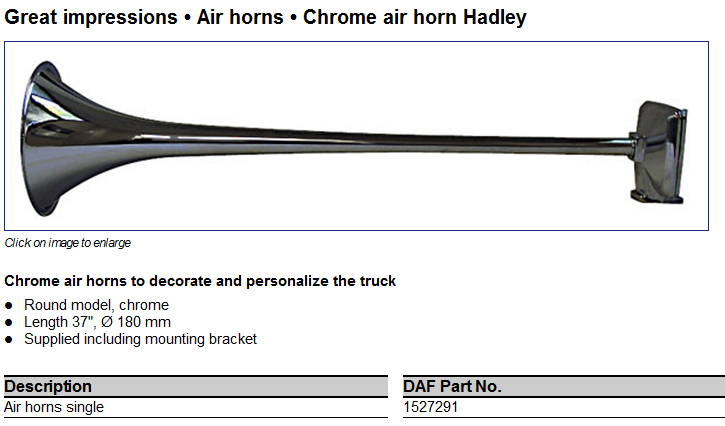 Great impressions • Air horns • Chrome air horn Hadley
Click on image to enlarge
Chrome air horns to decorate and personalize the truck
● Round model, chrome
● Length 37", Ø 180 mm
● Supplied including mounting bracket
Description DAF Part No.
Air horns single 1527291